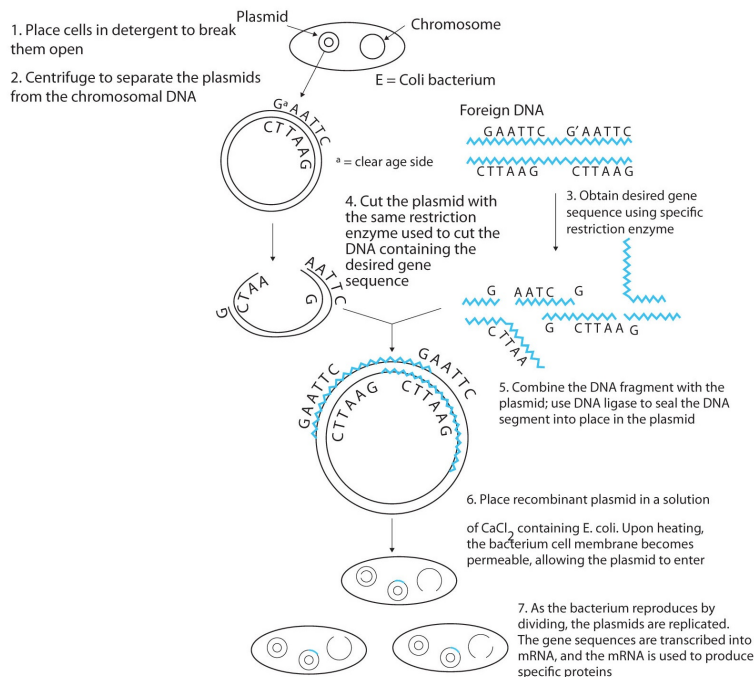 Plasmid
Chromosome
1. Place cells in detergent to break
them open
2. Centrifuge to separate the plasmids
from the chromosomal DNA
E = Coli bacterium
GᵃAATTC
CTTAAG
ᵃ = clear age side
Foreign DNA
GAATTC G'AATTC
CTTAAG CTTAAG
3. Obtain desired gene
sequence using specific
restriction enzyme
4. Cut the plasmid with
the same restriction
enzyme used to cut the
DNA containing the
desired gene
sequence
AATTC
G
CTAA
G
G AATC G
CTTAA G CTTAA G
5. Combine the DNA fragment with the
plasmid; use DNA ligase to seal the DNA
segment into place in the plasmid
GAATTC GAATTC
CTTAAG CTTAAG
6. Place recombinant plasmid in a solution
of CaCl₂ containing E. coli. Upon heating,
the bacterium cell membrane becomes
permeable, allowing the plasmid to enter
7. As the bacterium reproduces by
dividing, the plasmids are replicated.
The gene sequences are transcribed into
mRNA, and the mRNA is used to produce
specific proteins